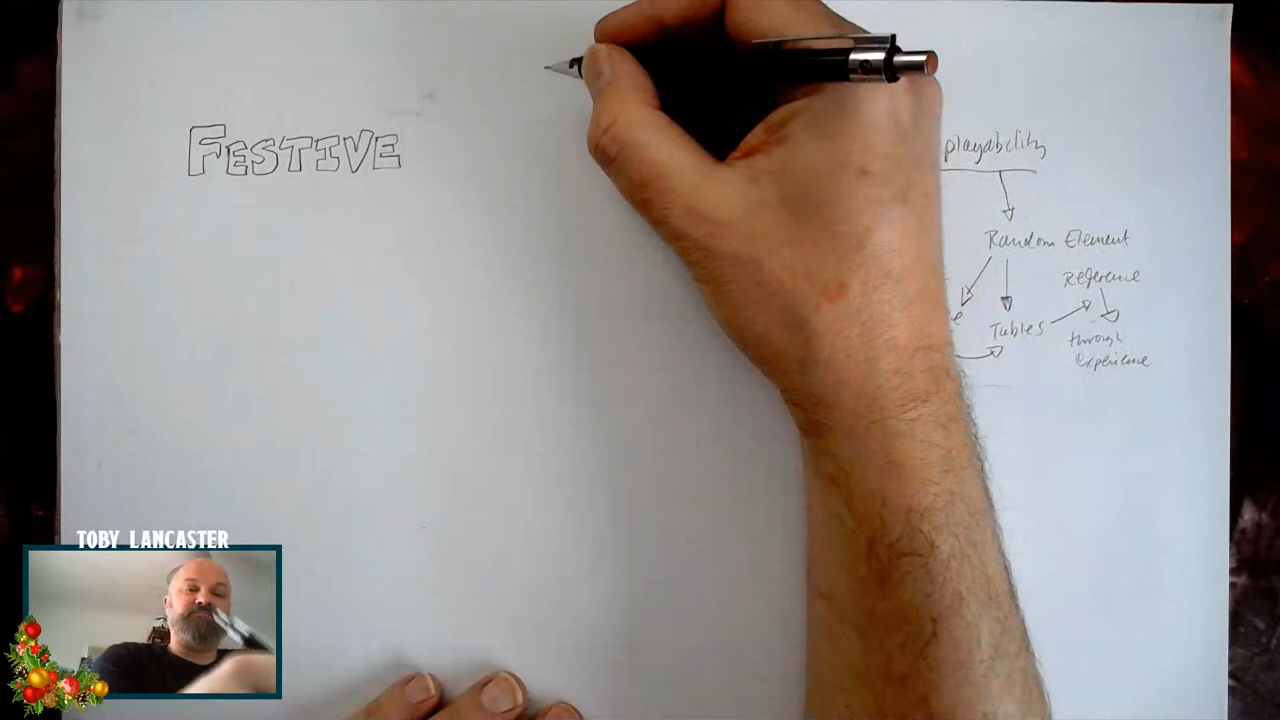 FESTIVE
playability
Random Element
Reference
Tables
through
Experience
TOBY LANCASTER